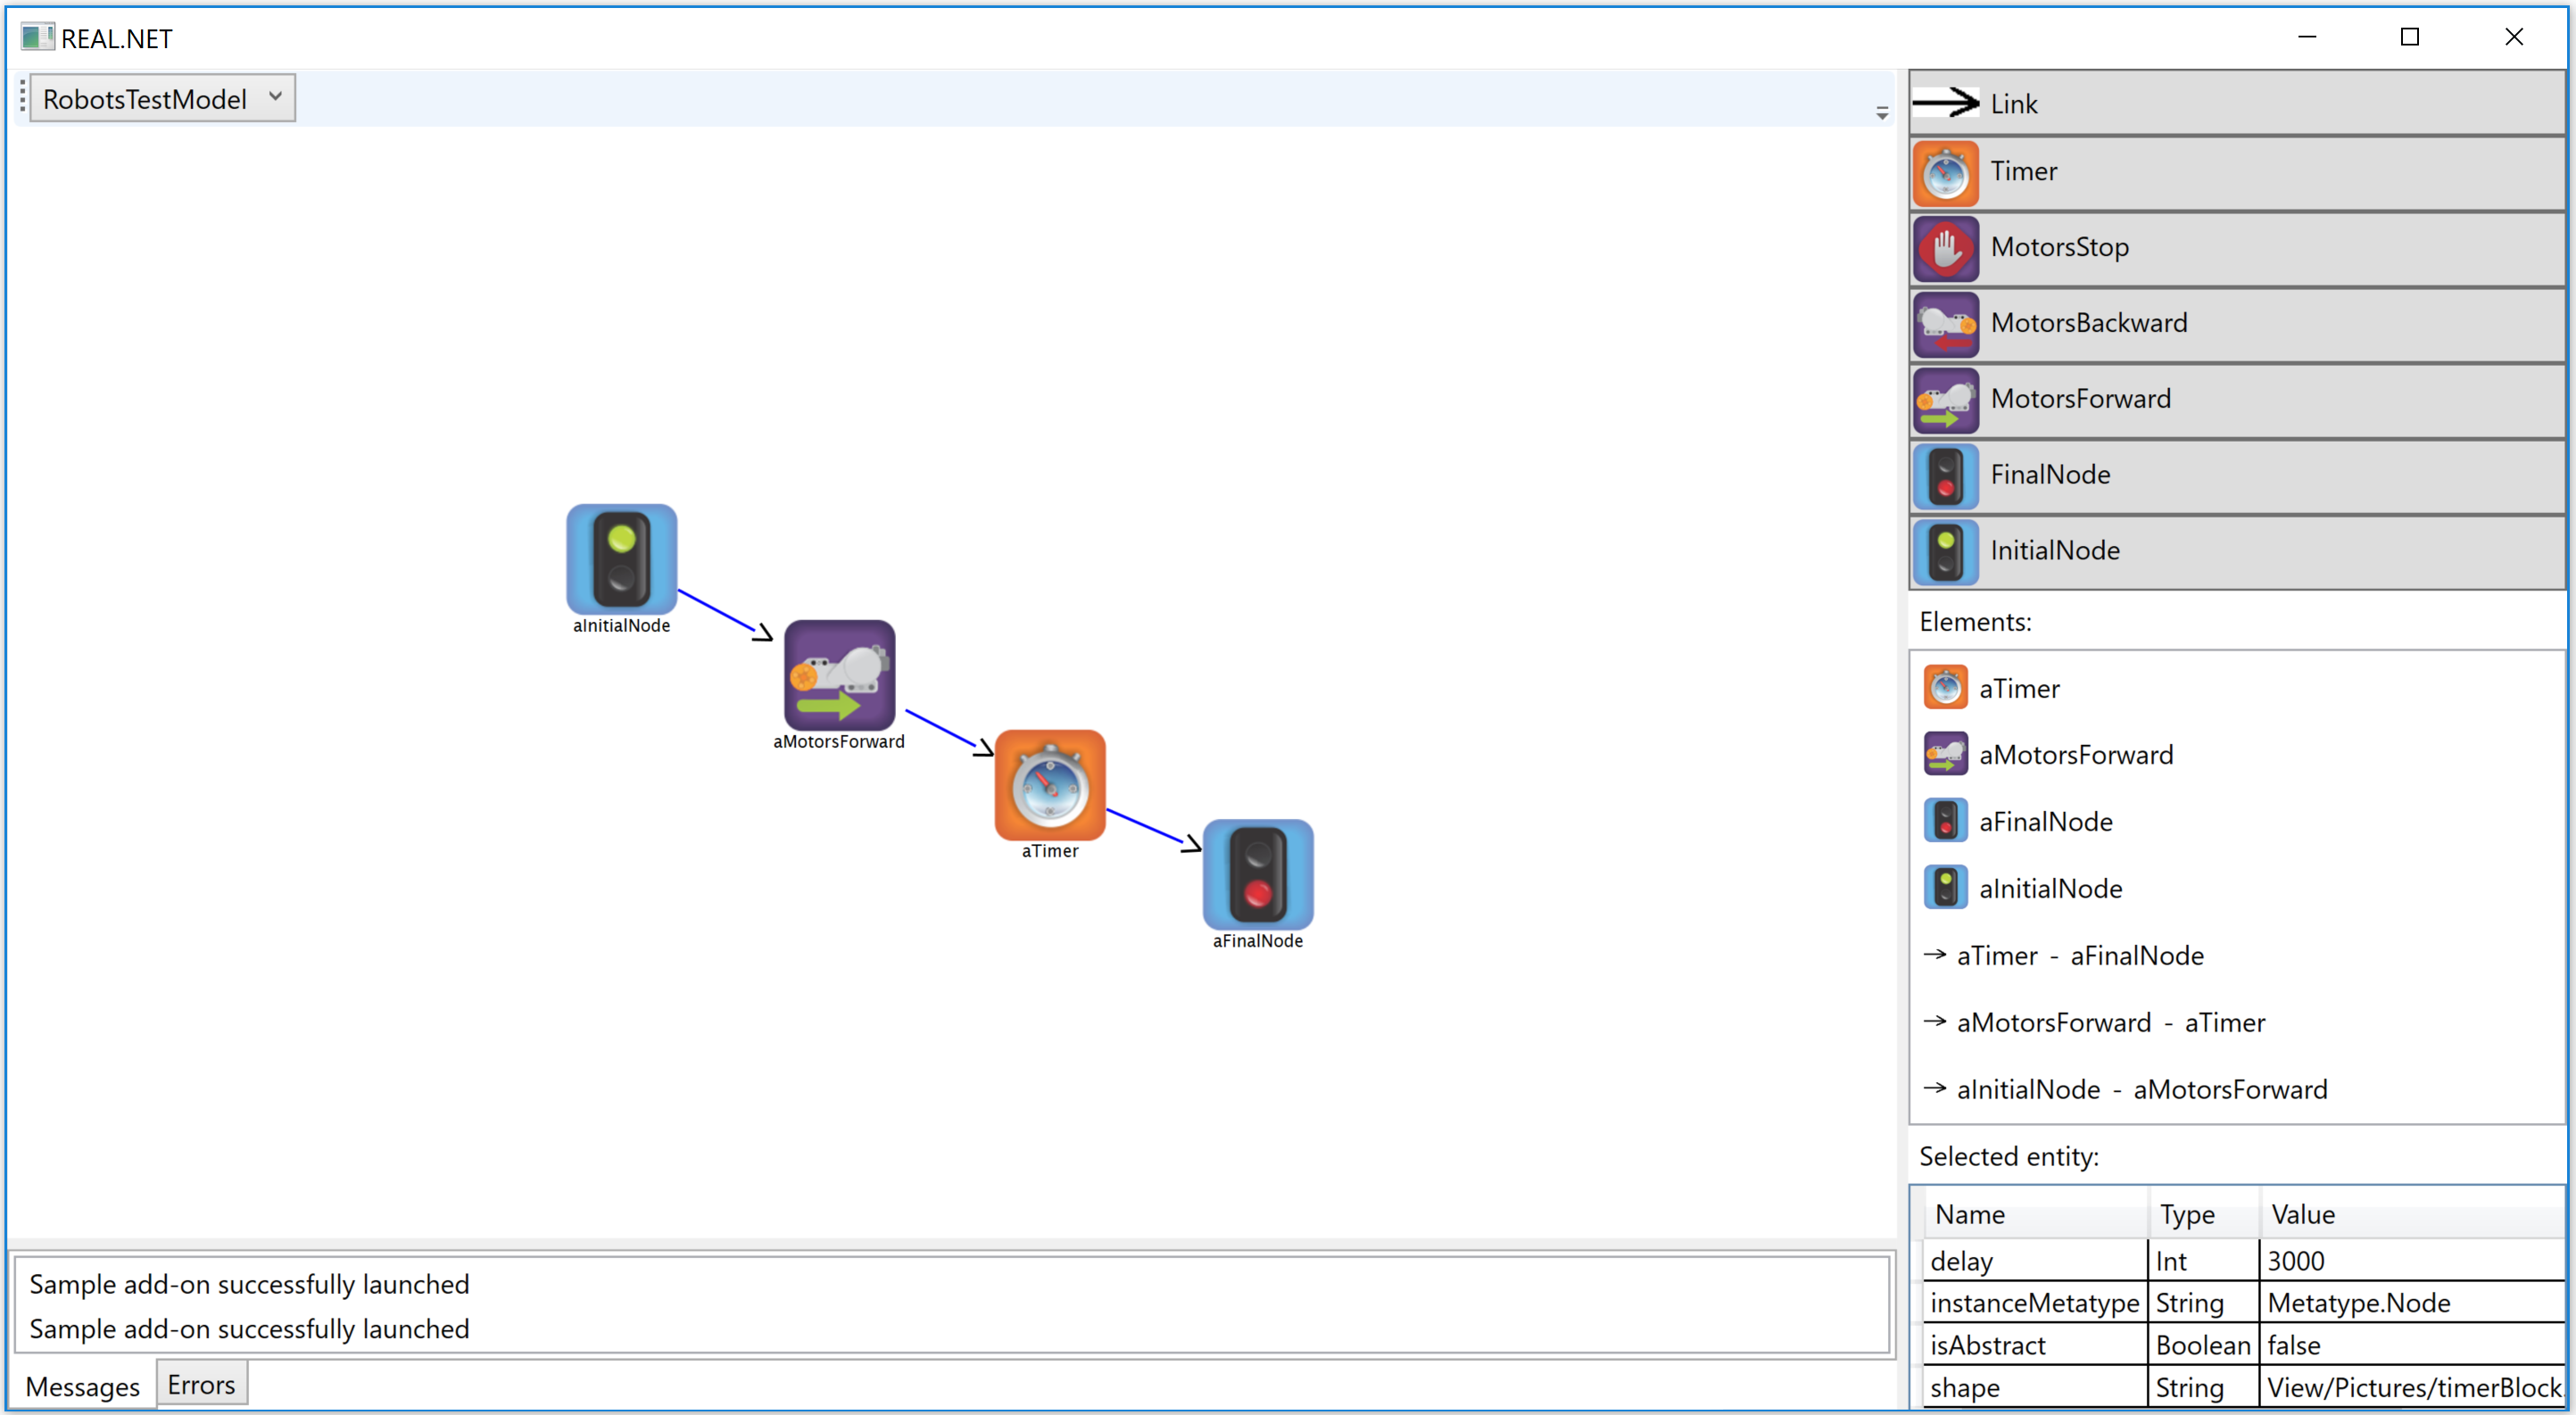 REAL.NET
RobotsTestModel
Link
Timer
MotorsStop
MotorsBackward
MotorsForward
FinalNode
InitialNode
aInitialNode
aMotorsForward
aTimer
aFinalNode
Elements:
aTimer
aMotorsForward
aFinalNode
aInitialNode
aTimer - aFinalNode
aMotorsForward - aTimer
aInitialNode - aMotorsForward
Selected entity:
Name Type Value
delay Int 3000
instanceMetatype String Metatype.Node
isAbstract Boolean false
shape String View/Pictures/timerBlock.
Sample add-on successfully launched
Sample add-on successfully launched
Messages Errors